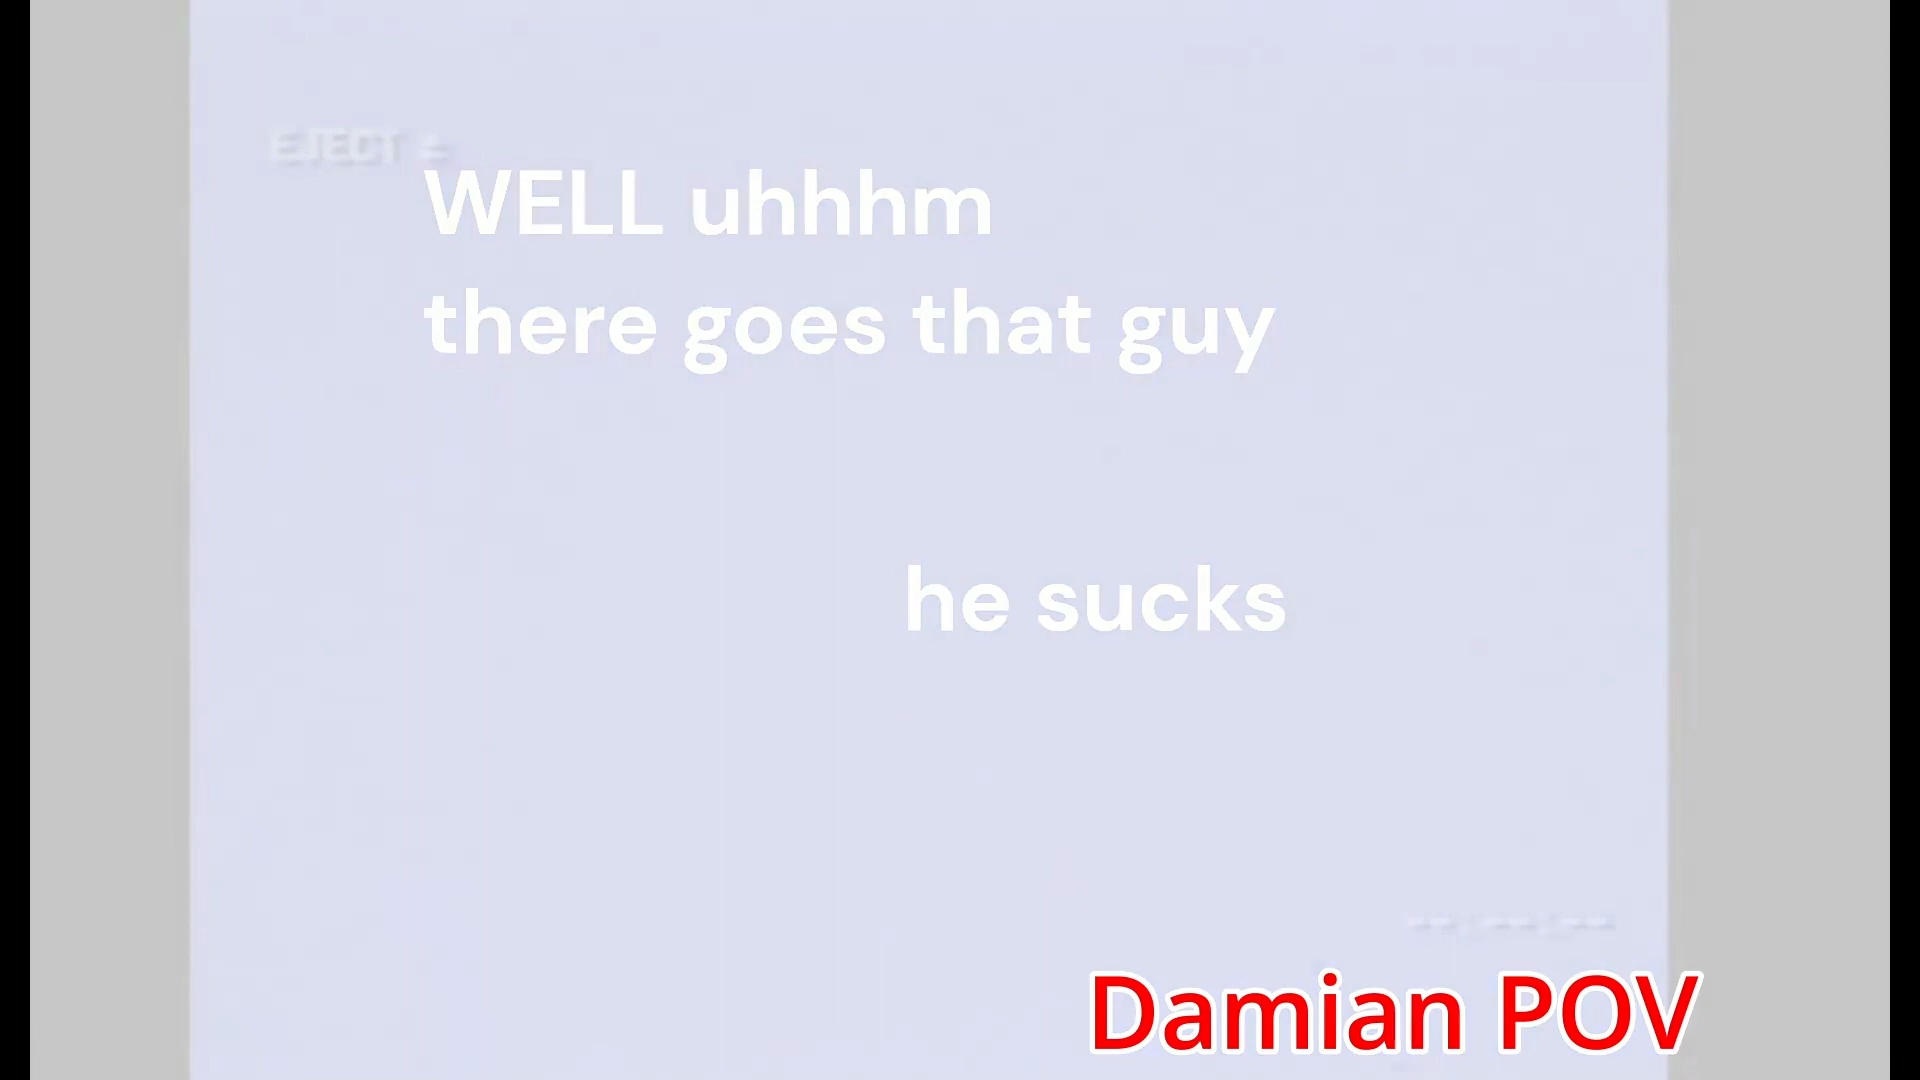 EJECT
WELL uhhhm
there goes that guy
he sucks
--:--:--
Damian POV